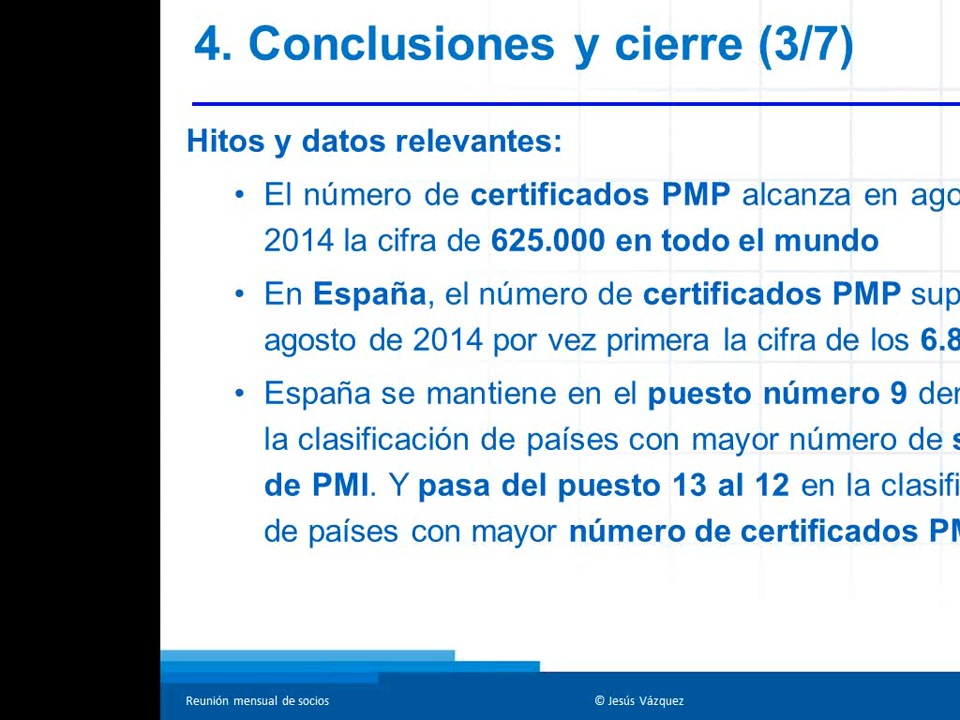 4. Conclusiones y cierre (3/7)
Hitos y datos relevantes:
• El número de certificados PMP alcanza en ago
2014 la cifra de 625.000 en todo el mundo
• En España, el número de certificados PMP sup
agosto de 2014 por vez primera la cifra de los 6.8
• España se mantiene en el puesto número 9 den
la clasificación de países con mayor número de s
de PMI. Y pasa del puesto 13 al 12 en la clasifi
de países con mayor número de certificados PM
Reunión mensual de socios
© Jesús Vázquez